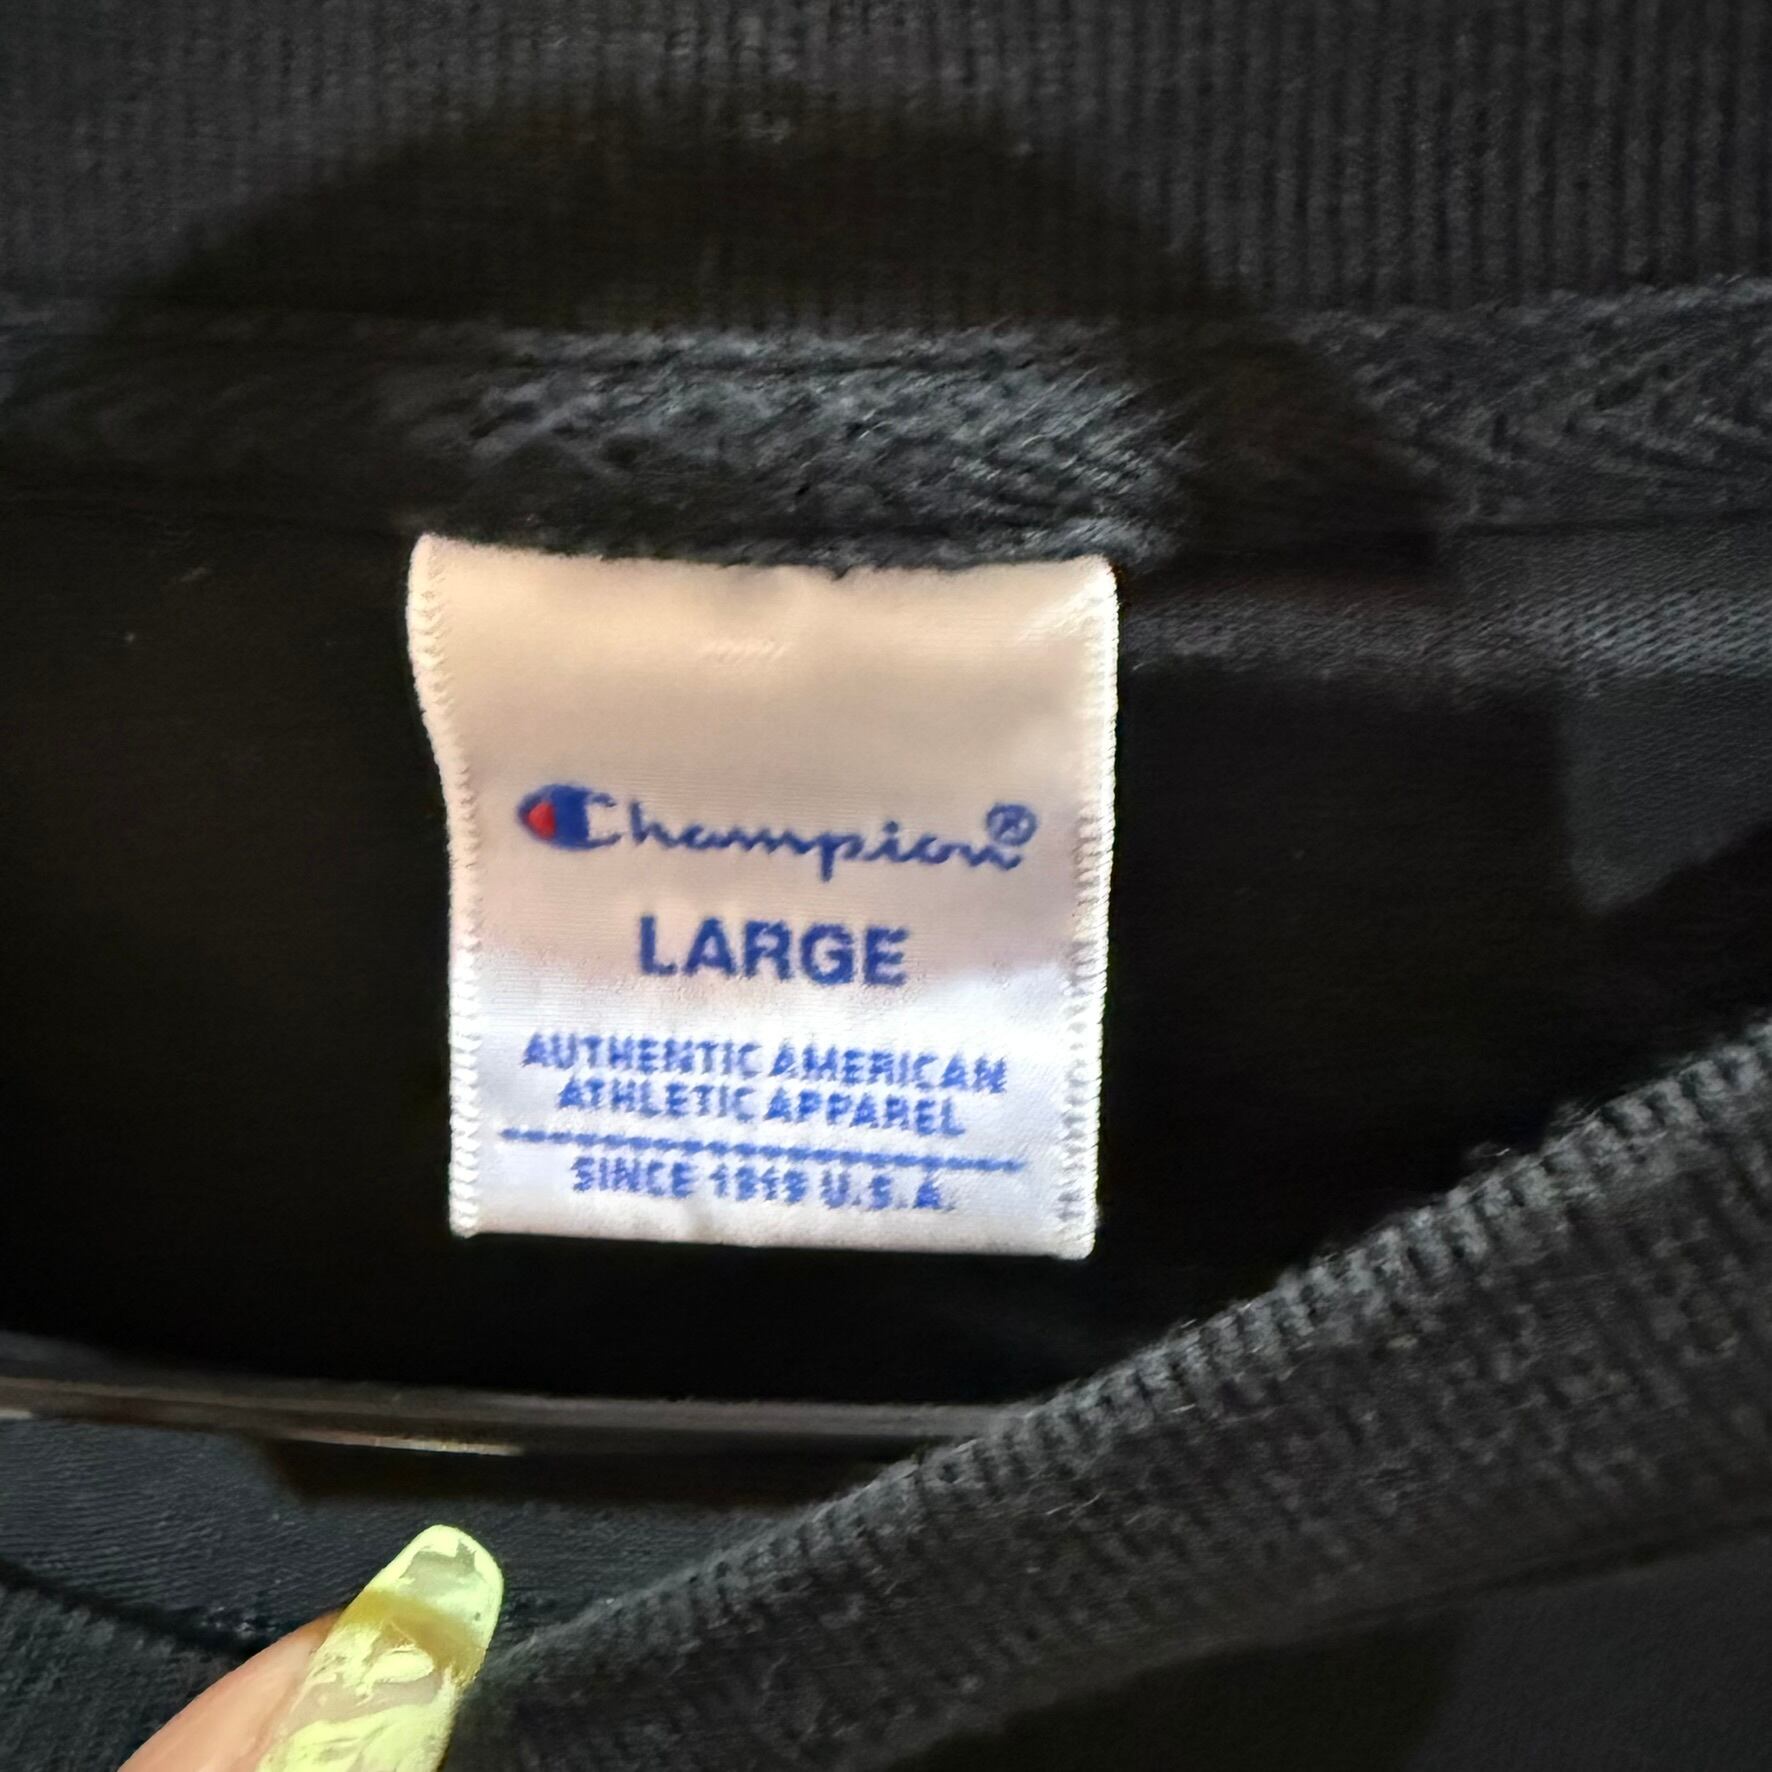 Champion®
LARGE
AUTHENTIC AMERICAN
ATHLETIC APPAREL
SINCE 1919 U.S.A.